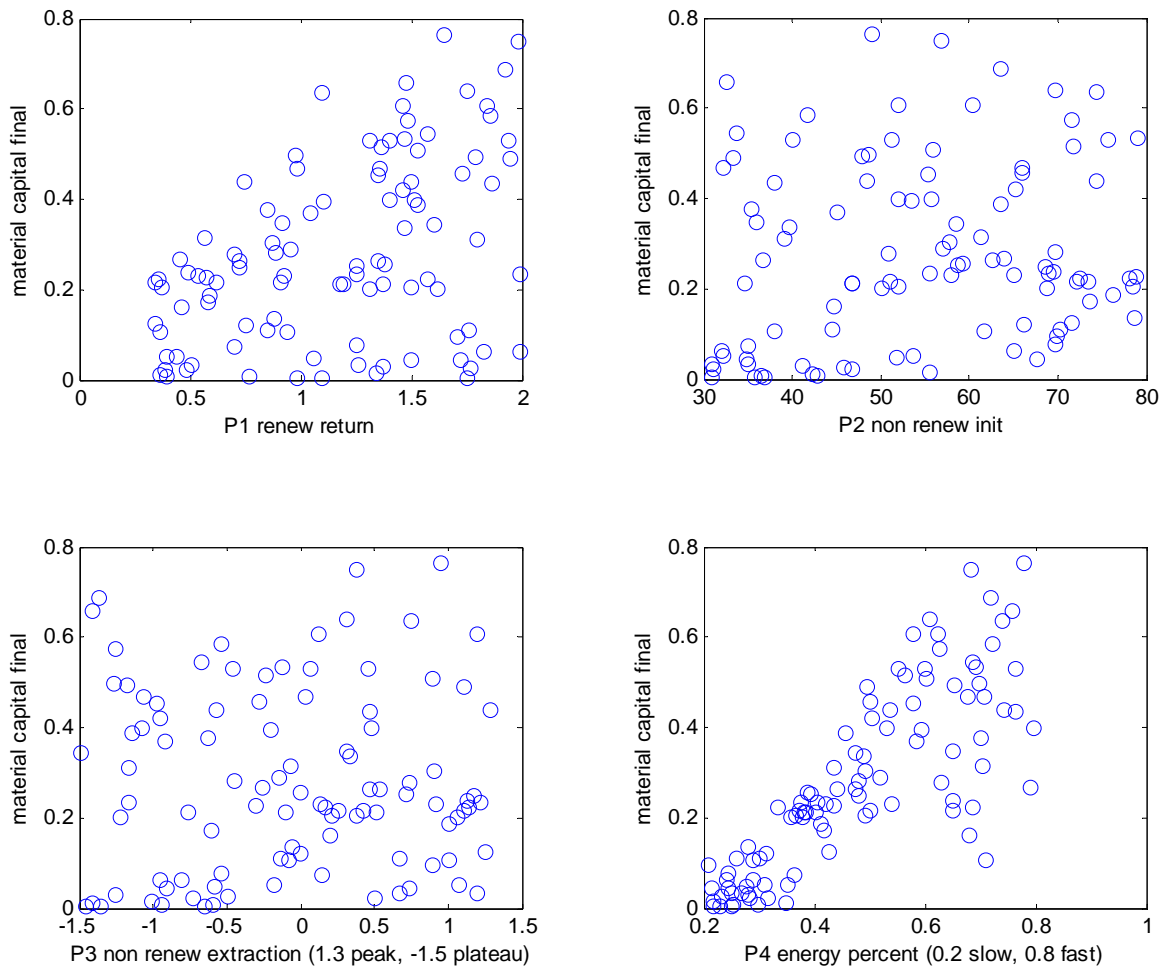 0.8
0.6
0.4
0.2
0
0 0.5 1 1.5 2
material capital final
P1 renew return
0.8
0.6
0.4
0.2
0
30 40 50 60 70 80
material capital final
P2 non renew init
0.8
0.6
0.4
0.2
0
-1.5 -1 -0.5 0 0.5 1 1.5
material capital final
P3 non renew extraction (1.3 peak, -1.5 plateau)
0.8
0.6
0.4
0.2
0
0.2 0.4 0.6 0.8 1
material capital final
P4 energy percent (0.2 slow, 0.8 fast)